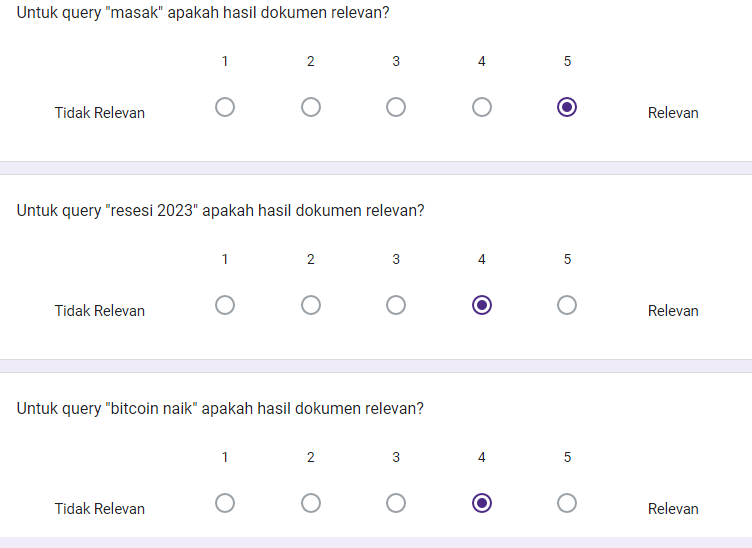 Untuk query "masak" apakah hasil dokumen relevan?
1 2 3 4 5
Tidak Relevan Relevan
Untuk query "resesi 2023" apakah hasil dokumen relevan?
1 2 3 4 5
Tidak Relevan Relevan
Untuk query "bitcoin naik" apakah hasil dokumen relevan?
1 2 3 4 5
Tidak Relevan Relevan